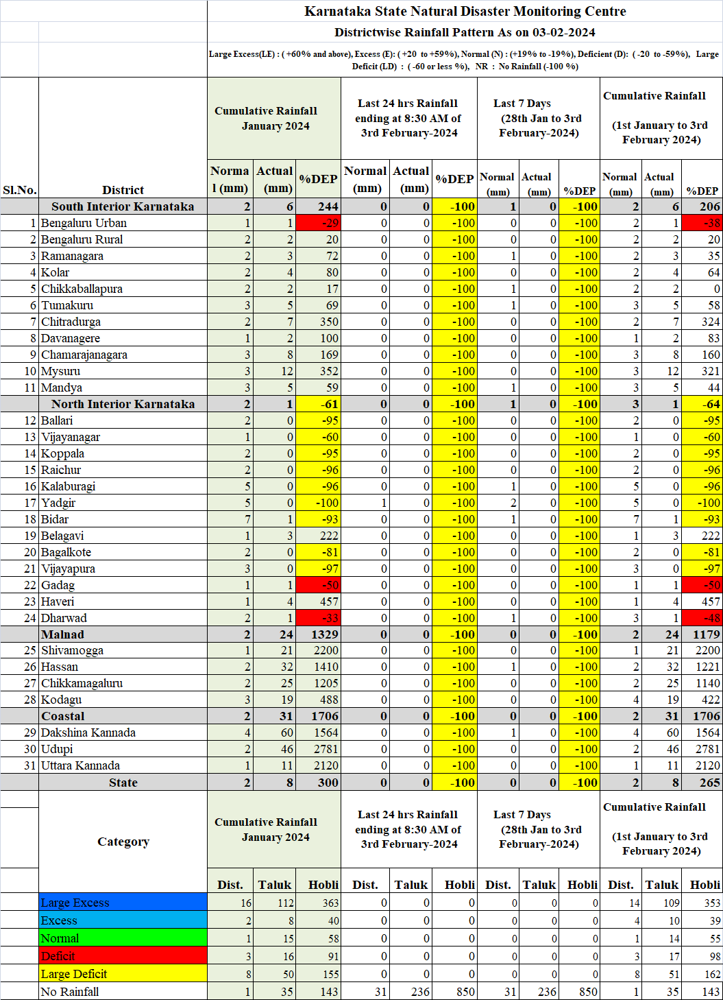 Karnataka State Natural Disaster Monitoring Centre
Districtwise Rainfall Pattern As on 03-02-2024
Large Excess(LE) : ( +60% and above), Excess (E): ( +20 to +59%), Normal (N) : (+19% to -19%), Deficient (D): ( -20 to -59%), Large
Deficit (LD) : ( -60 or less %), NR : No Rainfall (-100 %)
Sl.No. District
Cumulative Rainfall
January 2024
Last 24 hrs Rainfall
ending at 8:30 AM of
3rd February-2024
Last 7 Days
(28th Jan to 3rd
February-2024)
Cumulative Rainfall
(1st January to 3rd
February 2024)
Norma
l (mm)
Actual
(mm)
%DEP
Normal
(mm)
Actual
(mm)
%DEP
Normal
(mm)
Actual
(mm)
%DEP
Normal
(mm)
Actual
(mm)
%DEP
South Interior Karnataka 2 6 244 0 0 -100 1 0 -100 2 6 206
1 Bengaluru Urban 1 1 -29 0 0 -100 0 0 -100 2 1 -38
2 Bengaluru Rural 2 2 20 0 0 -100 0 0 -100 2 2 20
3 Ramanagara 2 3 72 0 0 -100 1 0 -100 2 3 35
4 Kolar 2 4 80 0 0 -100 0 0 -100 2 4 64
5 Chikkaballapura 2 2 17 0 0 -100 1 0 -100 2 2 0
6 Tumakuru 3 5 69 0 0 -100 1 0 -100 3 5 58
7 Chitradurga 2 7 350 0 0 -100 0 0 -100 2 7 324
8 Davanagere 1 2 100 0 0 -100 0 0 -100 1 2 83
9 Chamarajanagara 3 8 169 0 0 -100 0 0 -100 3 8 160
10 Mysuru 3 12 352 0 0 -100 0 0 -100 3 12 321
11 Mandya 3 5 59 0 0 -100 1 0 -100 3 5 44
North Interior Karnataka 2 1 -61 0 0 -100 1 0 -100 3 1 -64
12 Ballari 2 0 -95 0 0 -100 0 0 -100 2 0 -95
13 Vijayanagar 1 0 -60 0 0 -100 0 0 -100 1 0 -60
14 Koppala 2 0 -95 0 0 -100 0 0 -100 2 0 -95
15 Raichur 2 0 -96 0 0 -100 0 0 -100 2 0 -96
16 Kalaburagi 5 0 -96 0 0 -100 1 0 -100 5 0 -96
17 Yadgir 5 0 -100 1 0 -100 2 0 -100 5 0 -100
18 Bidar 7 1 -93 0 0 -100 1 0 -100 7 1 -93
19 Belagavi 1 3 222 0 0 -100 0 0 -100 1 3 222
20 Bagalkote 2 0 -81 0 0 -100 0 0 -100 2 0 -81
21 Vijayapura 3 0 -97 0 0 -100 0 0 -100 3 0 -97
22 Gadag 1 1 -50 0 0 -100 0 0 -100 1 1 -50
23 Haveri 1 4 457 0 0 -100 0 0 -100 1 4 457
24 Dharwad 2 1 -33 0 0 -100 1 0 -100 3 1 -48
Malnad 2 24 1329 0 0 -100 0 0 -100 2 24 1179
25 Shivamogga 1 21 2200 0 0 -100 0 0 -100 1 21 2200
26 Hassan 2 32 1410 0 0 -100 1 0 -100 2 32 1221
27 Chikkamagaluru 2 25 1205 0 0 -100 0 0 -100 2 25 1140
28 Kodagu 3 19 488 0 0 -100 0 0 -100 4 19 422
Coastal 2 31 1706 0 0 -100 0 0 -100 2 31 1706
29 Dakshina Kannada 4 60 1564 0 0 -100 1 0 -100 4 60 1564
30 Udupi 2 46 2781 0 0 -100 0 0 -100 2 46 2781
31 Uttara Kannada 1 11 2120 0 0 -100 0 0 -100 1 11 2120
State 2 8 300 0 0 -100 0 0 -100 2 8 265
Category
Cumulative Rainfall
January 2024
Last 24 hrs Rainfall
ending at 8:30 AM of
3rd February-2024
Last 7 Days
(28th Jan to 3rd
February-2024)
Cumulative Rainfall
(1st January to 3rd
February 2024)
Dist. Taluk Hobli Dist. Taluk Hobli Dist. Taluk Hobli Dist. Taluk Hobli
Large Excess 16 112 363 0 0 0 0 0 0 14 109 353
Excess 2 8 40 0 0 0 0 0 0 4 10 39
Normal 1 15 58 0 0 0 0 0 0 1 14 55
Deficit 3 16 91 0 0 0 0 0 0 3 17 98
Large Deficit 8 50 155 0 0 0 0 0 0 8 51 162
No Rainfall 1 35 143 31 236 850 31 236 850 1 35 143